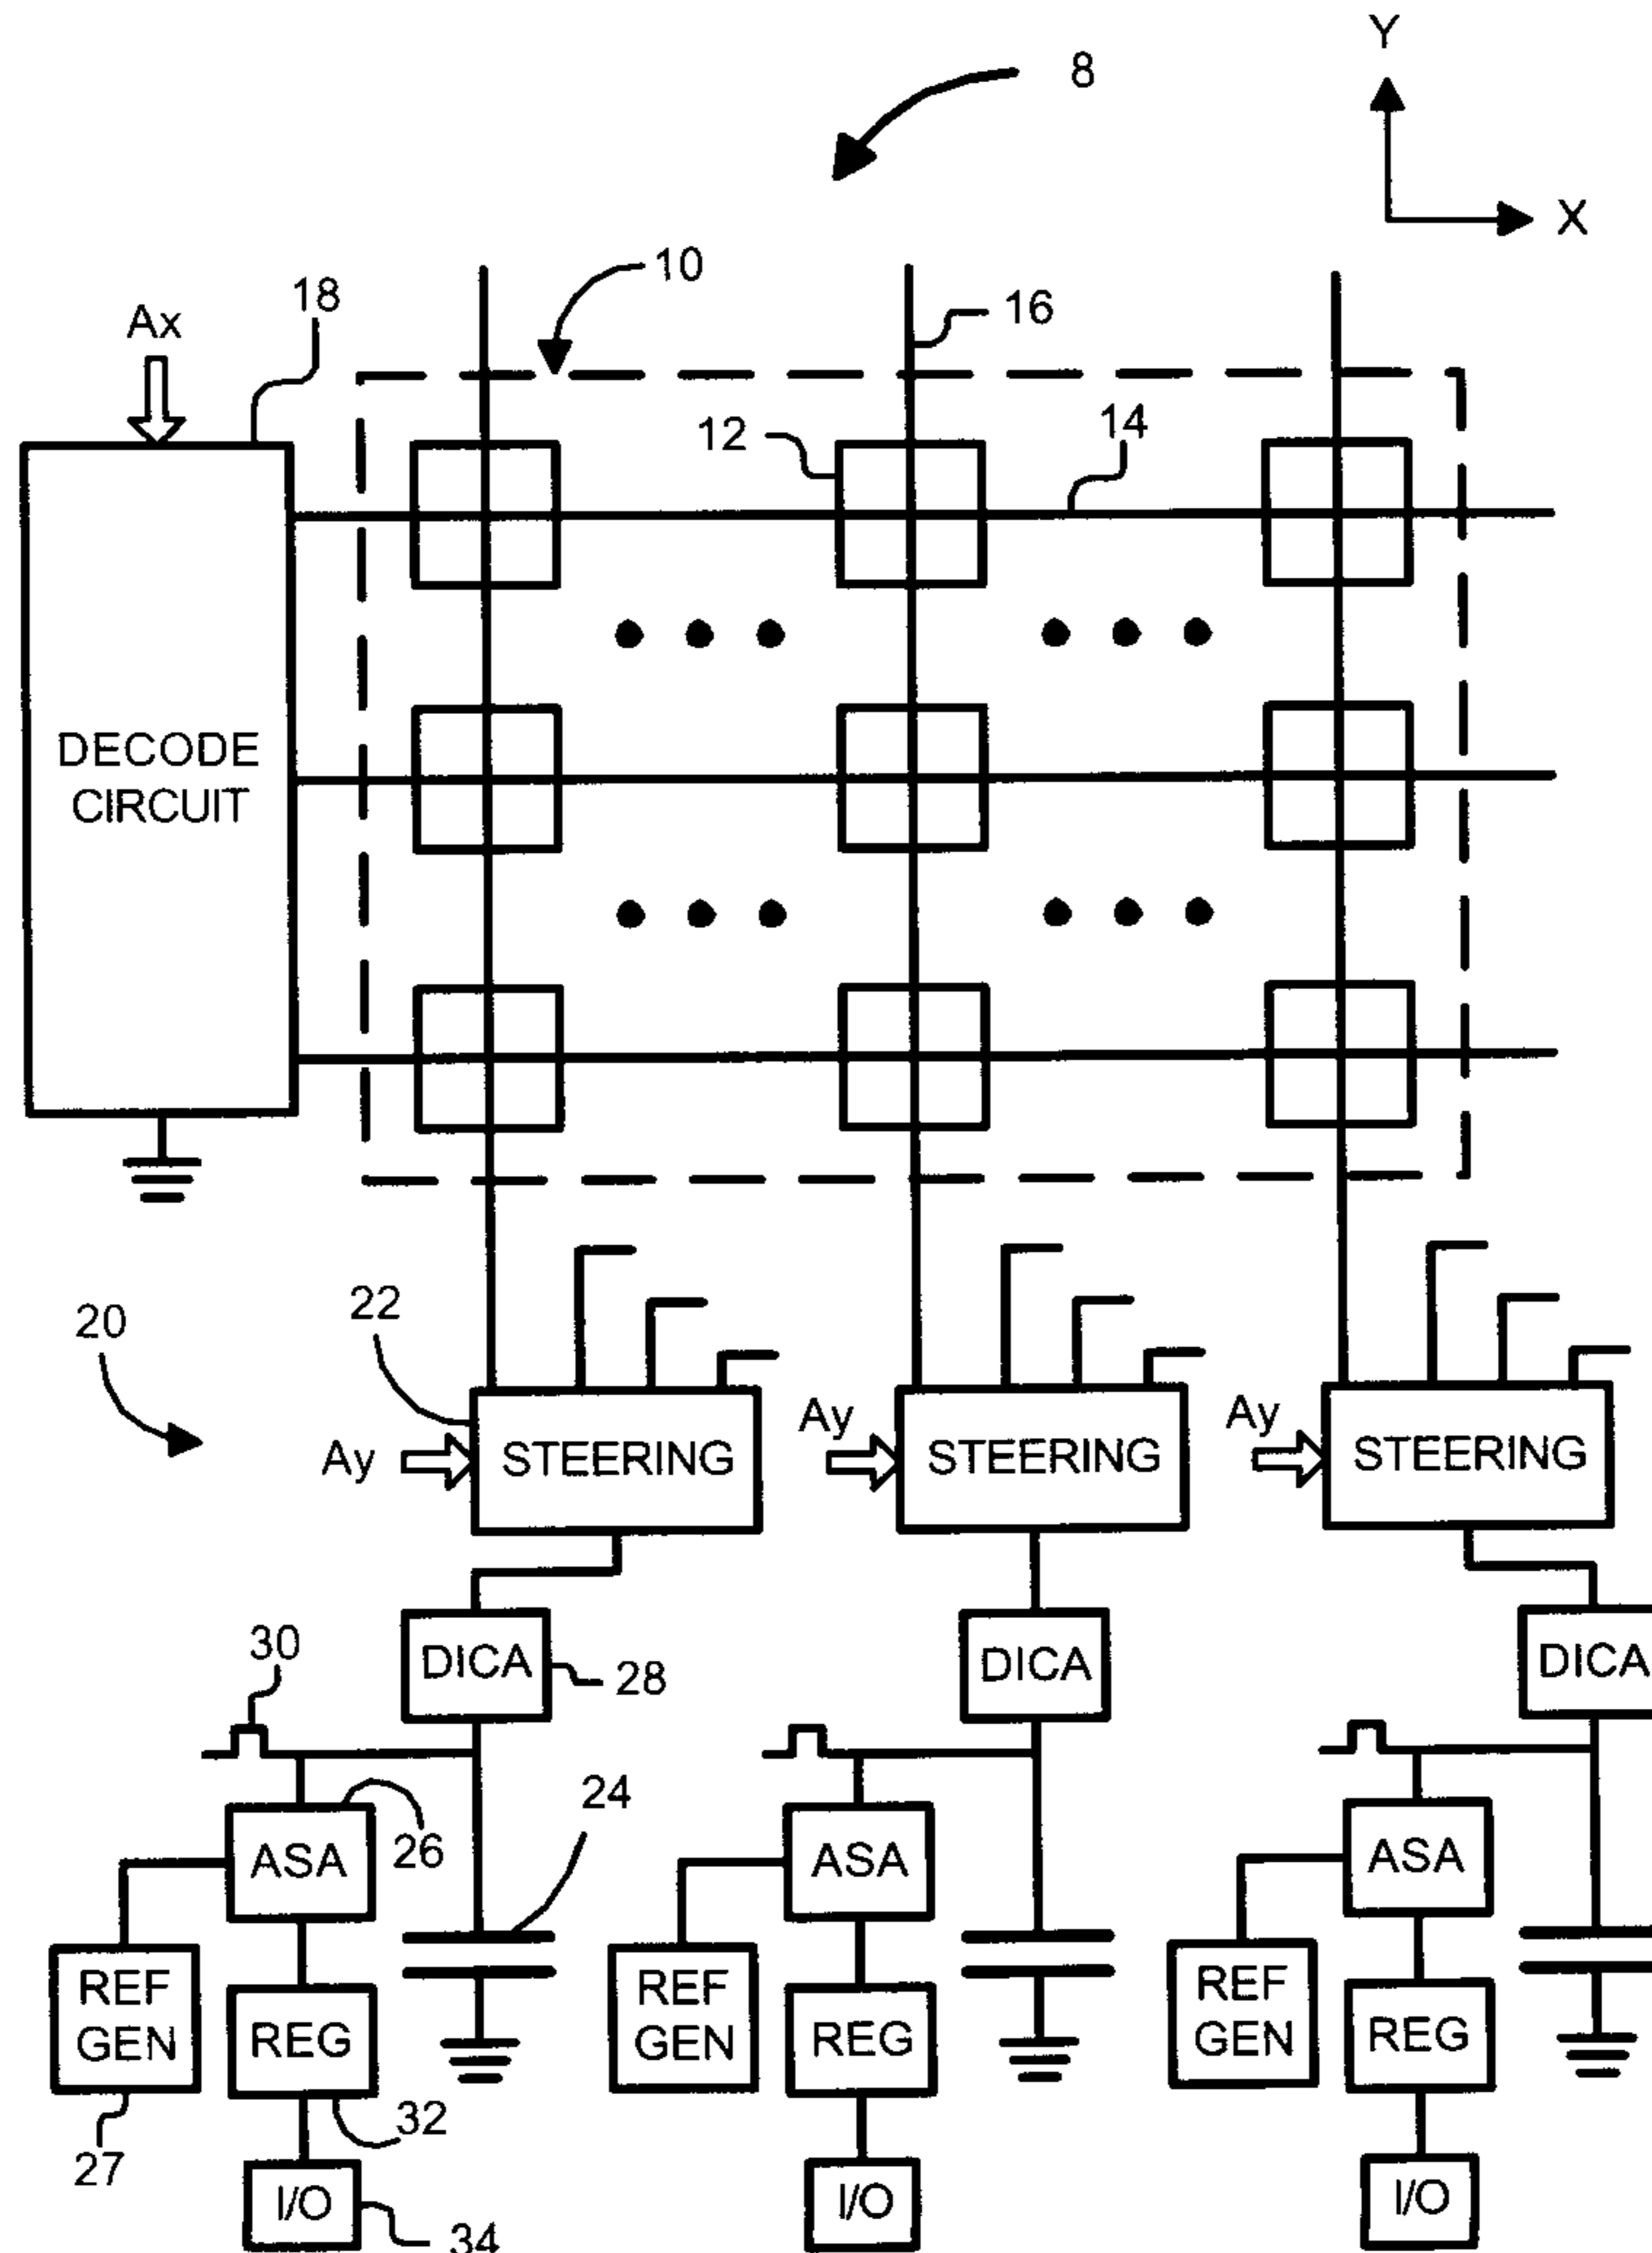 Y
8
X
10
18
16
Ax
12
14
DECODE
CIRCUIT
22
20
Ay
STEERING
Ay
STEERING
Ay
STEERING
30
DICA
28
DICA
DICA
24
26
ASA
ASA
ASA
REF
GEN
REG
REF
GEN
REG
REF
GEN
REG
32
27
I/O
I/O
I/O
34